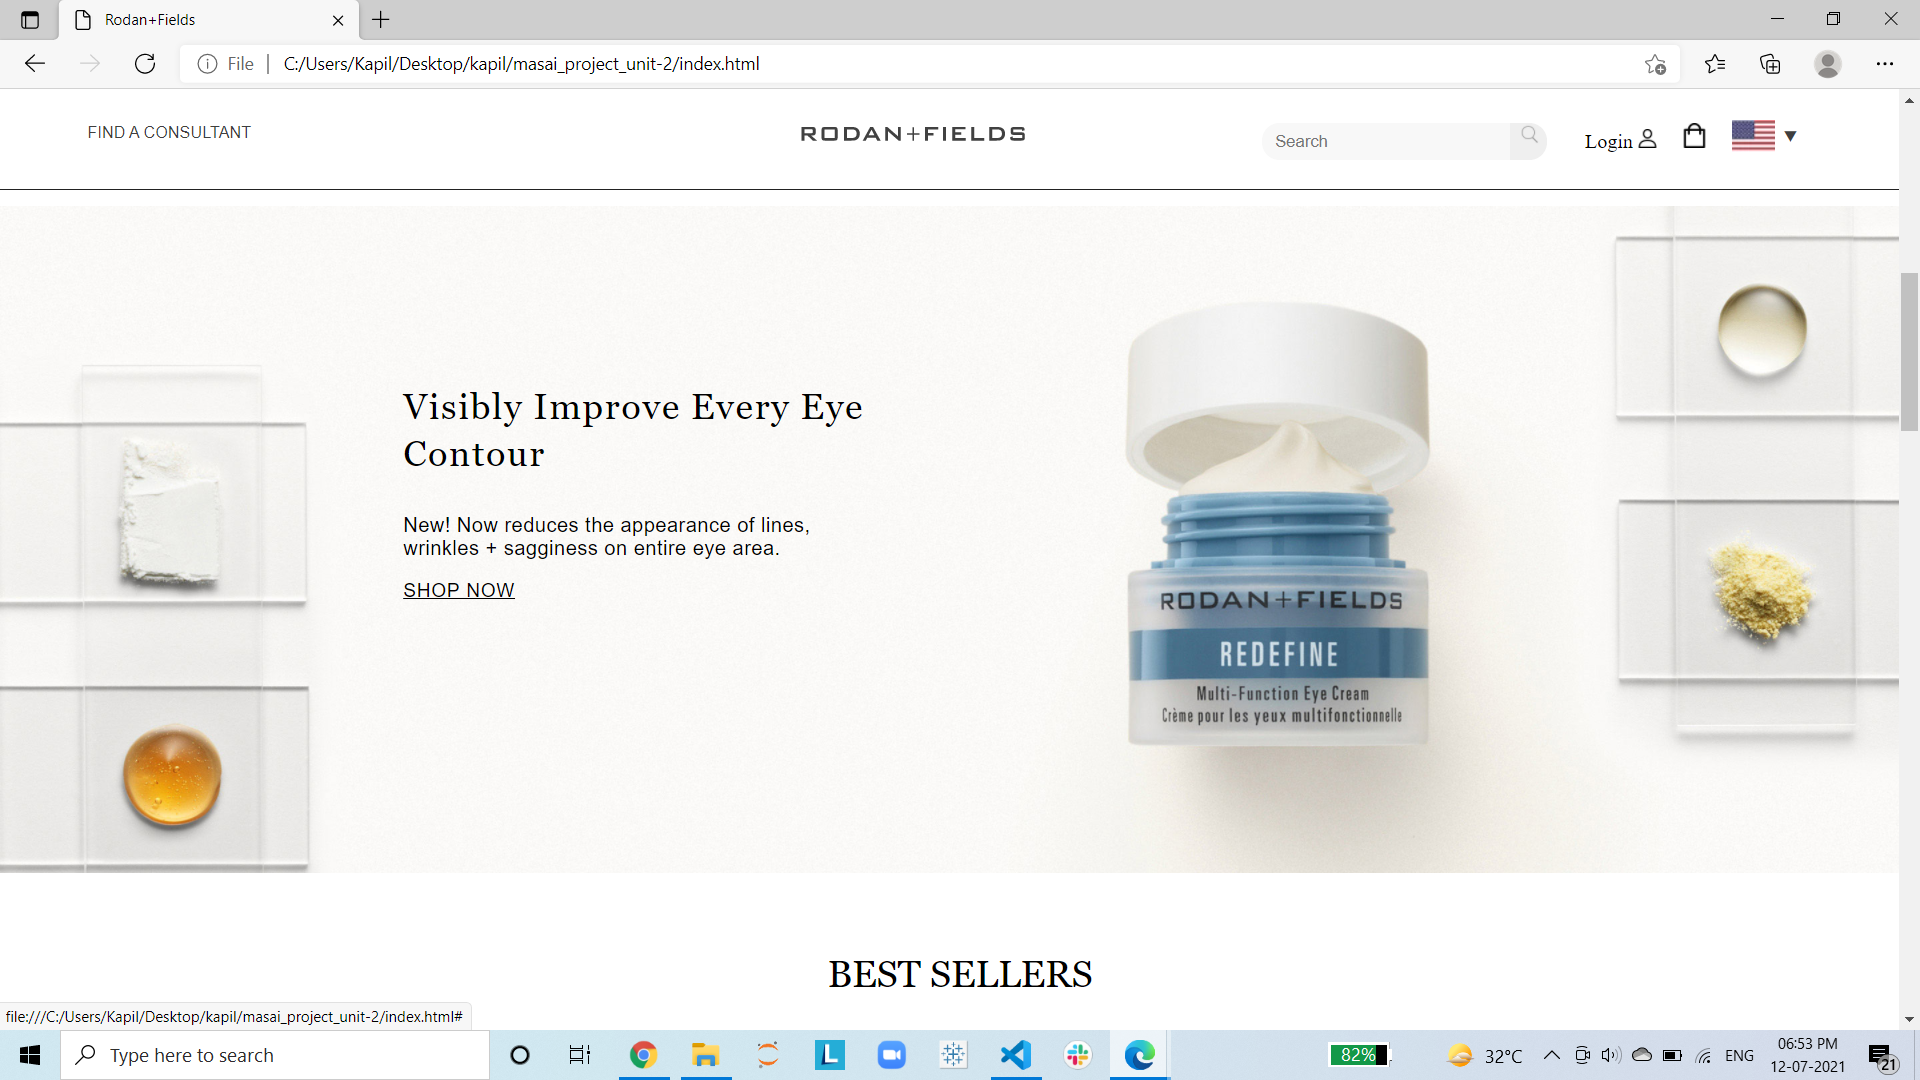 Rodan+Fields
File
C:/Users/Kapil/Desktop/kapil/masai_project_unit-2/index.html
FIND A CONSULTANT
RODAN+FIELDS
Search
Login
Visibly Improve Every Eye
Contour
New! Now reduces the appearance of lines,
wrinkles + sagginess on entire eye area.
SHOP NOW
RODAN+FIELDS
REDEFINE
Multi-Function Eye Cream
Crème pour les yeux multifonctionnelle
BEST SELLERS
file:///C:/Users/Kapil/Desktop/kapil/masai_project_unit-2/index.html#
Type here to search
L
82%
32°C
ENG
06:53 PM
12-07-2021
21